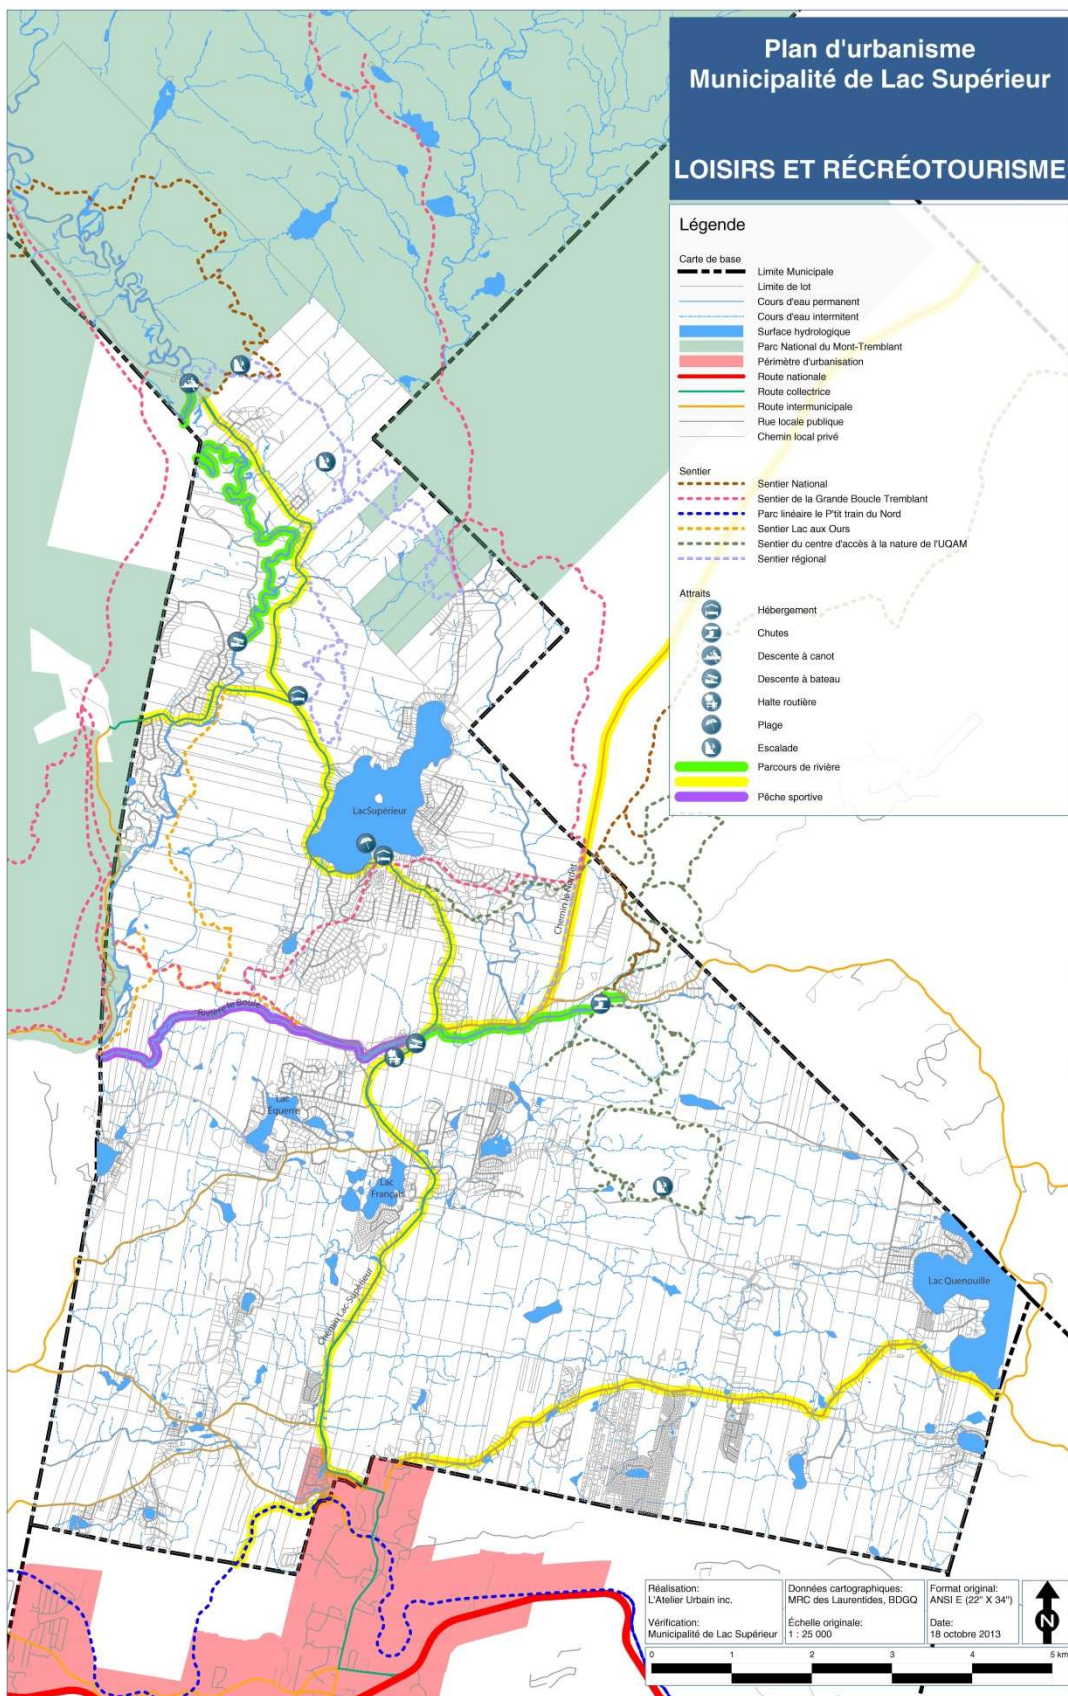 Plan d'urbanisme
Municipalité de Lac Supérieur
LOISIRS ET RÉCRÉOTOURISME
Légende
Carte de base
Limite Municipale
Limite de lot
Cours d'eau permanent
Cours d'eau intermitent
Surface hydrologique
Parc National du Mont-Tremblant
Périmètre d'urbanisation
Route nationale
Route collectrice
Route intermunicipale
Rue locale publique
Chemin local privé
Sentier
Sentier National
Sentier de la Grande Boucle Tremblant
Parc linéaire le P'tit train du Nord
Sentier Lac aux Ours
Sentier du centre d'accès à la nature de l'UQAM
Sentier régional
Attraits
Hébergement
Chutes
Descente à canot
Descente à bateau
Halte routière
Plage
Escalade
Parcours de rivière
Pêche sportive
LacSupérieur
Chemin le Nordet
Rivière le Boulé
Lac
Équerre
Lac
Français
Chemin Lac Supérieur
Lac Quenouille
Réalisation:
L'Atelier Urbain inc.
Vérification:
Municipalité de Lac Supérieur
Données cartographiques:
MRC des Laurentides, BDGQ
Échelle originale:
1 : 25 000
Format original:
ANSI E (22" X 34")
Date:
18 octobre 2013
N
0 1 2 3 4 5 km